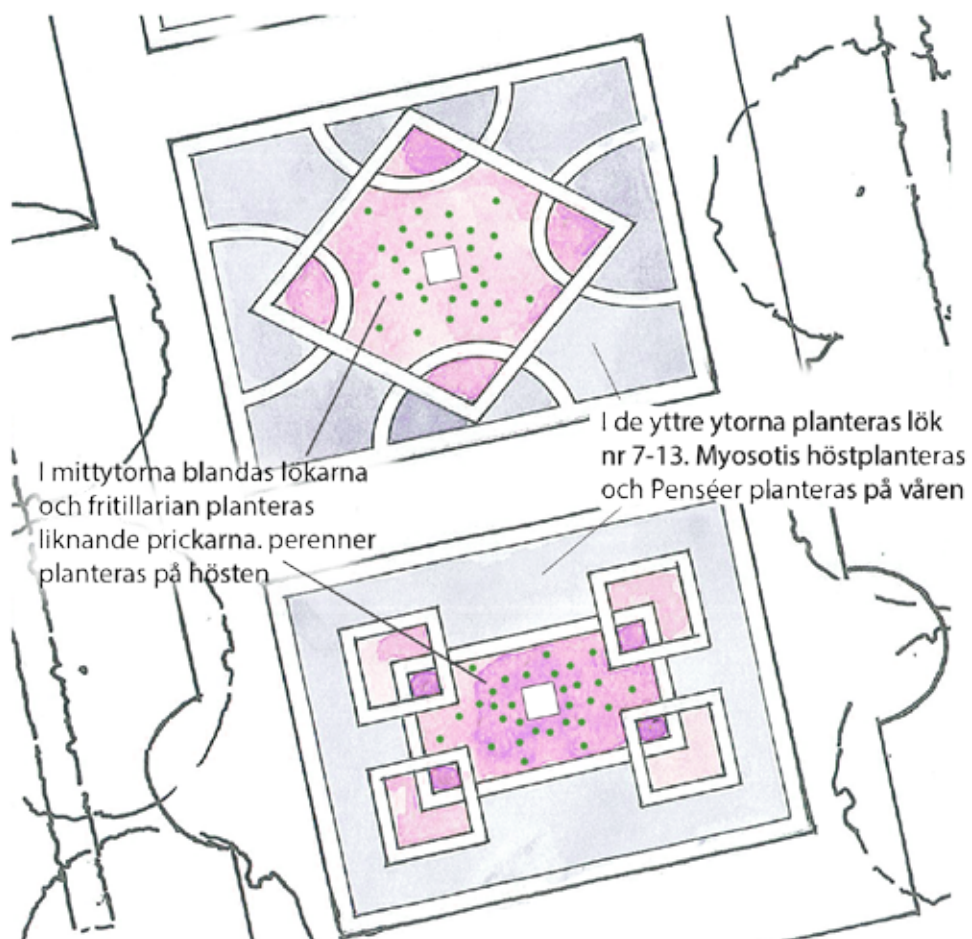 I de yttre ytorna planteras lök
nr 7-13. Myosotis höstplanteras
och Penséer planteras på våren
I mittytorna blandas lökarna
och fritillarian planteras
liknande prickarna. perenner
planteras på hösten